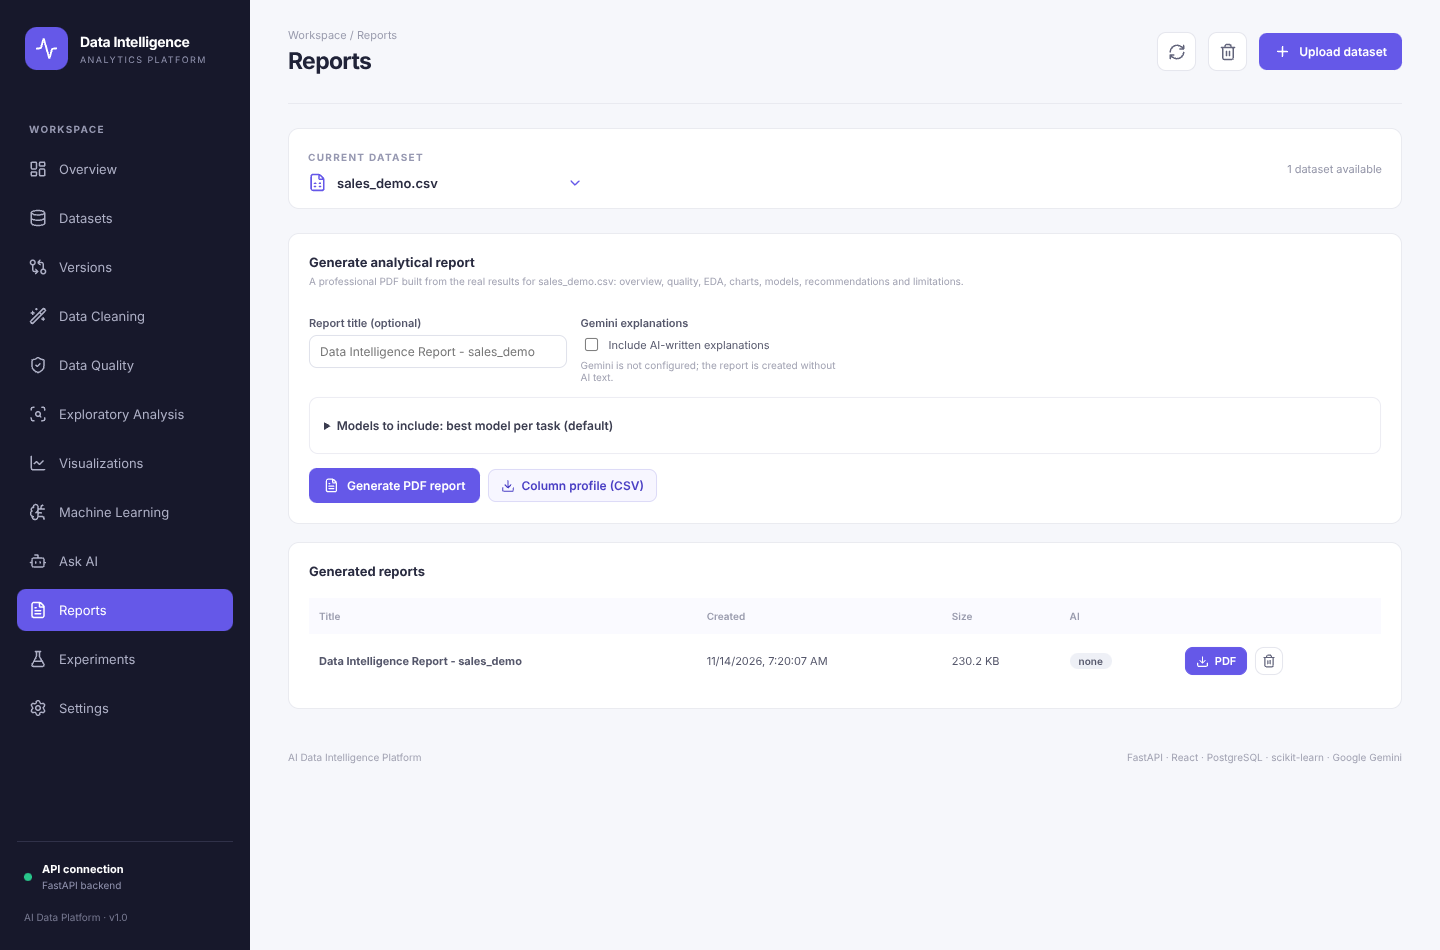 Data Intelligence
ANALYTICS PLATFORM
WORKSPACE
Overview
Datasets
Versions
Data Cleaning
Data Quality
Exploratory Analysis
Visualizations
Machine Learning
Ask AI
Reports
Experiments
Settings
API connection
FastAPI backend
AI Data Platform · v1.0
Workspace / Reports
Reports
Upload dataset
CURRENT DATASET
sales_demo.csv
1 dataset available
Generate analytical report
A professional PDF built from the real results for sales_demo.csv: overview, quality, EDA, charts, models, recommendations and limitations.
Report title (optional)
Data Intelligence Report - sales_demo
Gemini explanations
Include AI-written explanations
Gemini is not configured; the report is created without
AI text.
Models to include: best model per task (default)
Generate PDF report
Column profile (CSV)
Generated reports
Title Created Size AI
Data Intelligence Report - sales_demo 11/14/2026, 7:20:07 AM 230.2 KB none PDF
AI Data Intelligence Platform
FastAPI · React · PostgreSQL · scikit-learn · Google Gemini